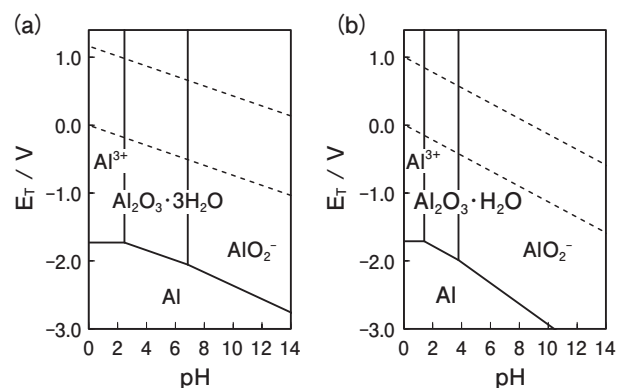 (a)
1.0
0.0
−1.0
−2.0
−3.0
E_T / V
Al³⁺
Al₂O₃·3H₂O
AlO₂⁻
Al
0 2 4 6 8 10 12 14
pH
(b)
1.0
0.0
−1.0
−2.0
−3.0
E_T / V
Al³⁺
Al₂O₃·H₂O
AlO₂⁻
Al
0 2 4 6 8 10 12 14
pH